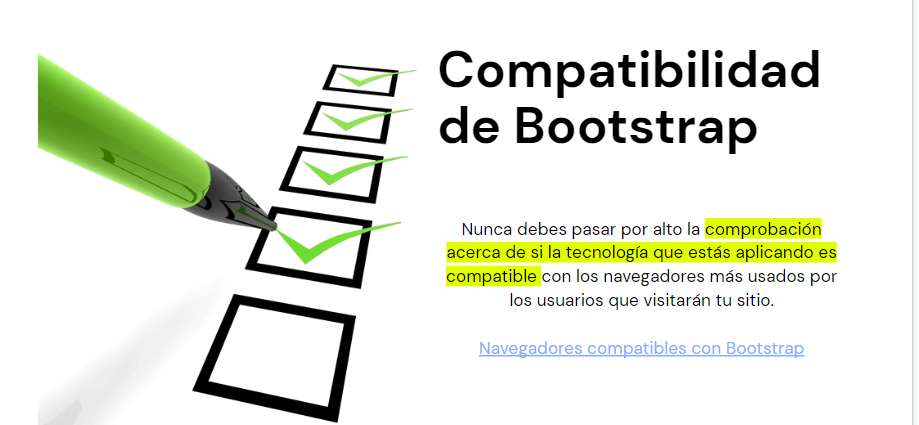 Compatibilidad
de Bootstrap
Nunca debes pasar por alto la comprobación
acerca de si la tecnología que estás aplicando es
compatible con los navegadores más usados por
los usuarios que visitarán tu sitio.
Navegadores compatibles con Bootstrap